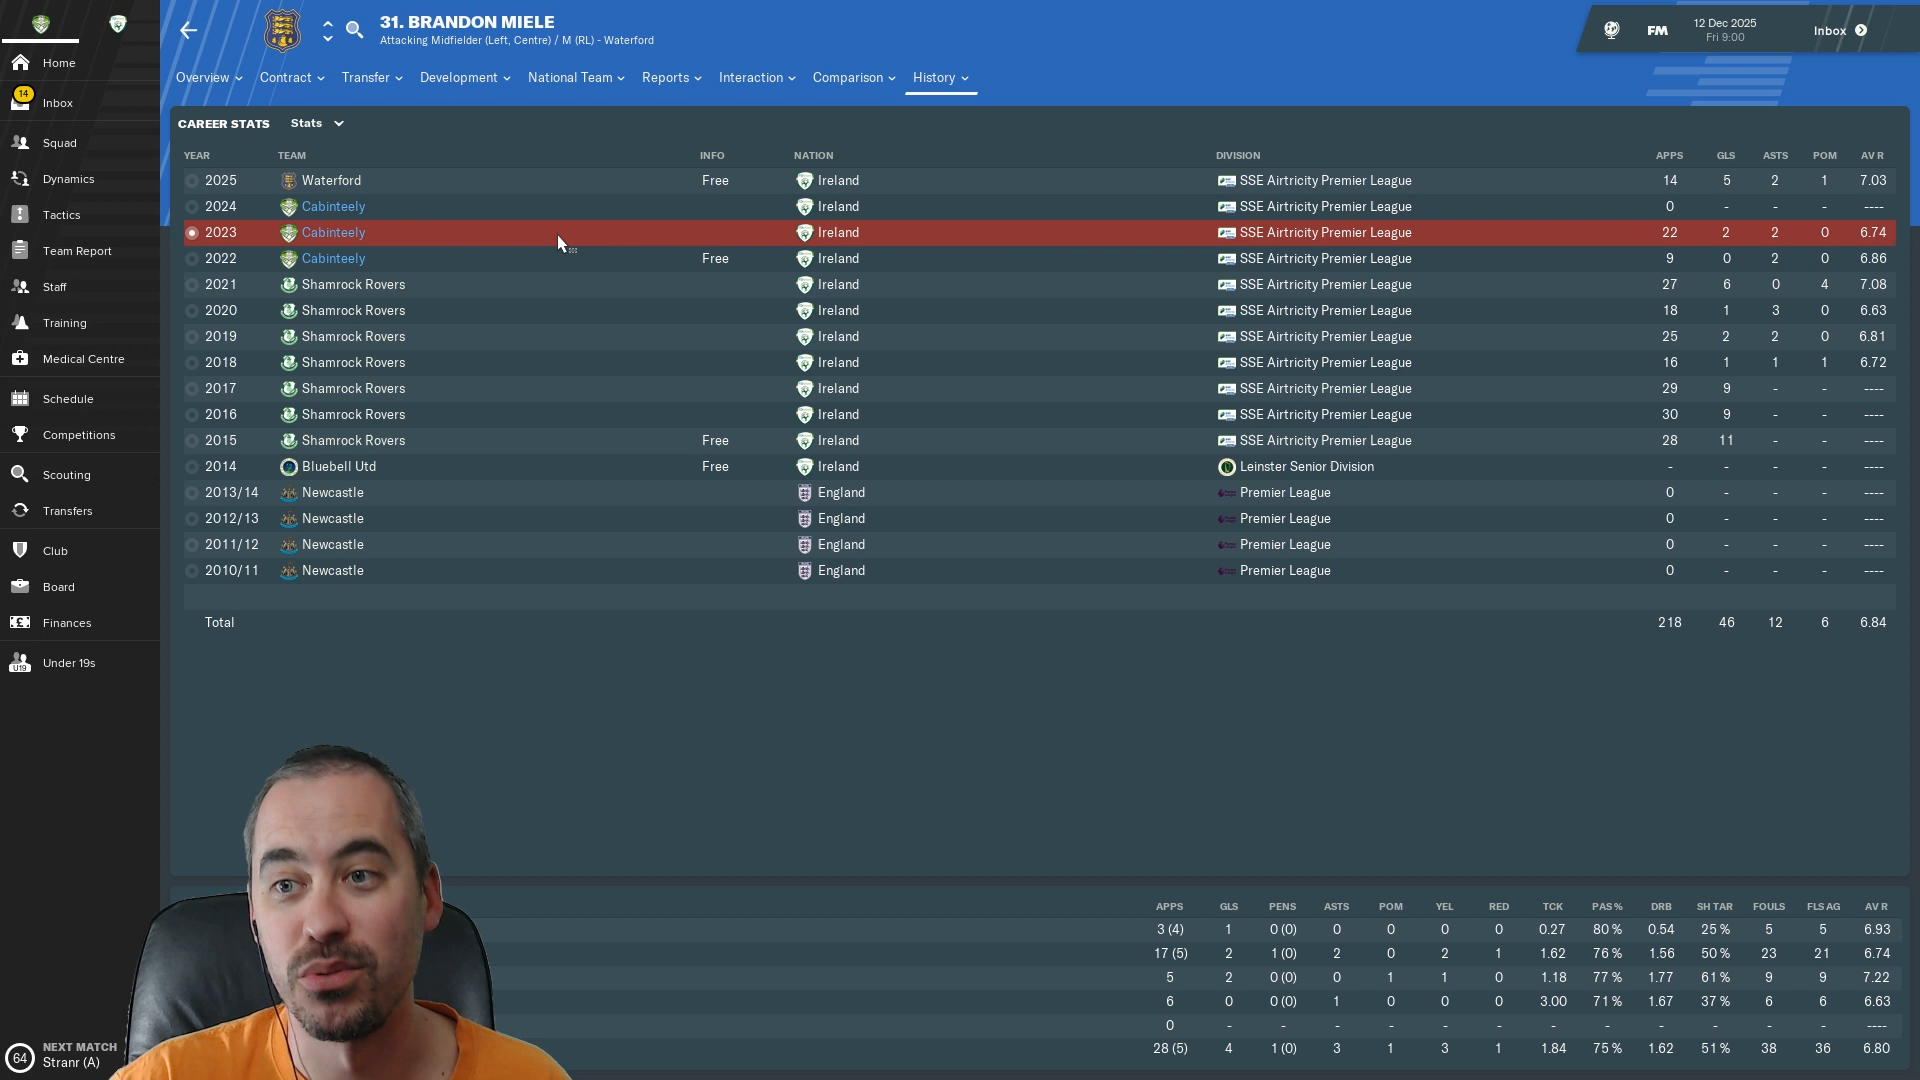 31. BRANDON MIELE
Attacking Midfielder (Left, Centre) / M (RL) - Waterford
FM
12 Dec 2025
Fri 9:00
Inbox
Overview Contract Transfer Development National Team Reports Interaction Comparison History
Home
14
Inbox
Squad
Dynamics
Tactics
Team Report
Staff
Training
Medical Centre
Schedule
Competitions
Scouting
Transfers
Club
Board
Finances
U19
Under 19s
64
NEXT MATCH
Stranr (A)
CAREER STATS Stats
YEAR TEAM INFO NATION DIVISION APPS GLS ASTS POM AV R
2025 Waterford Free Ireland SSE Airtricity Premier League 14 5 2 1 7.03
2024 Cabinteely Ireland SSE Airtricity Premier League 0 - - - ----
2023 Cabinteely Ireland SSE Airtricity Premier League 22 2 2 0 6.74
2022 Cabinteely Free Ireland SSE Airtricity Premier League 9 0 2 0 6.86
2021 Shamrock Rovers Ireland SSE Airtricity Premier League 27 6 0 4 7.08
2020 Shamrock Rovers Ireland SSE Airtricity Premier League 18 1 3 0 6.63
2019 Shamrock Rovers Ireland SSE Airtricity Premier League 25 2 2 0 6.81
2018 Shamrock Rovers Ireland SSE Airtricity Premier League 16 1 1 1 6.72
2017 Shamrock Rovers Ireland SSE Airtricity Premier League 29 9 - - ----
2016 Shamrock Rovers Ireland SSE Airtricity Premier League 30 9 - - ----
2015 Shamrock Rovers Free Ireland SSE Airtricity Premier League 28 11 - - ----
2014 Bluebell Utd Free Ireland Leinster Senior Division - - - - ----
2013/14 Newcastle England Premier League 0 - - - ----
2012/13 Newcastle England Premier League 0 - - - ----
2011/12 Newcastle England Premier League 0 - - - ----
2010/11 Newcastle England Premier League 0 - - - ----
Total 218 46 12 6 6.84
APPS GLS PENS ASTS POM YEL RED TCK PAS % DRB SH TAR FOULS FLS AG AV R
3 (4) 1 0 (0) 0 0 0 0 0.27 80 % 0.54 25 % 5 5 6.93
17 (5) 2 1 (0) 2 0 2 1 1.62 76 % 1.56 50 % 23 21 6.74
5 2 0 (0) 0 1 1 0 1.18 77 % 1.77 61 % 9 9 7.22
6 0 0 (0) 1 0 0 0 3.00 71 % 1.67 37 % 6 6 6.63
0 - - - - - - - - - - - - ----
28 (5) 4 1 (0) 3 1 3 1 1.84 75 % 1.62 51 % 38 36 6.80